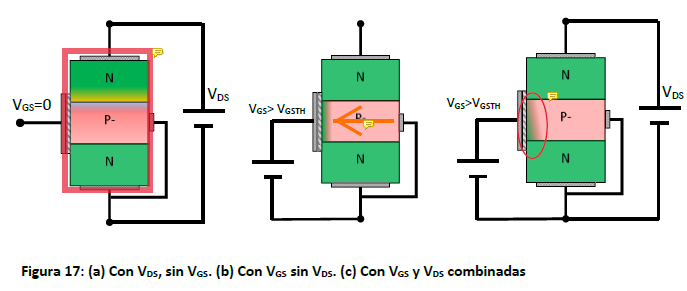 VGS=0
N
P-
N
VDS
VGS> VGSTH
N
P-
N
VGS>VGSTH
N
P-
N
VDS
Figura 17: (a) Con VDS, sin VGS. (b) Con VGS sin VDS. (c) Con VGS y VDS combinadas